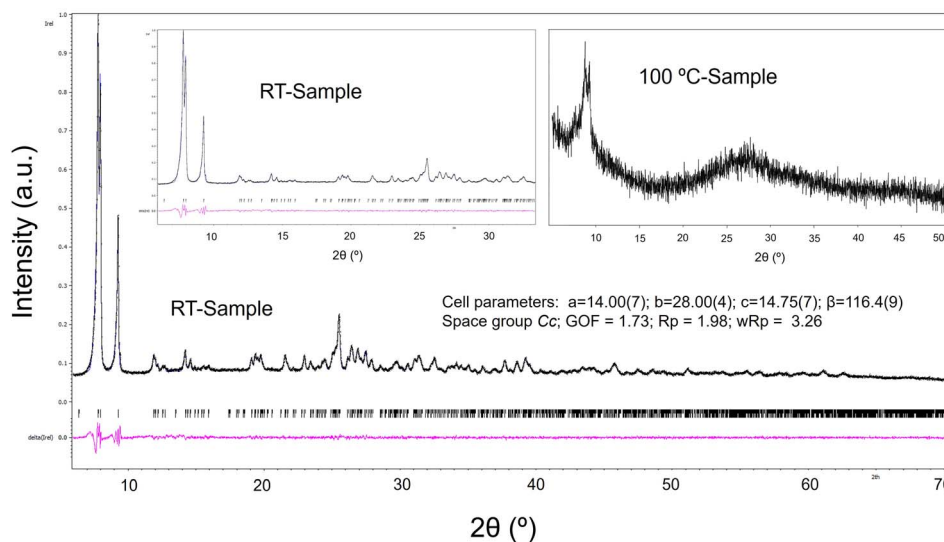 Irel
1.0
0.9
0.8
0.7
0.6
0.5
0.4
0.3
0.2
0.1
0.0
delta(Irel)
0.0
Intensity (a.u.)
RT-Sample
10 15 20 25 30
2θ (º)
100 ºC-Sample
10 15 20 25 30 35 40 45 50
2θ (º)
RT-Sample
Cell parameters: a=14.00(7); b=28.00(4); c=14.75(7); β=116.4(9)
Space group Cc; GOF = 1.73; Rp = 1.98; wRp = 3.26
2th
10 20 30 40 50 60 70
2θ (º)